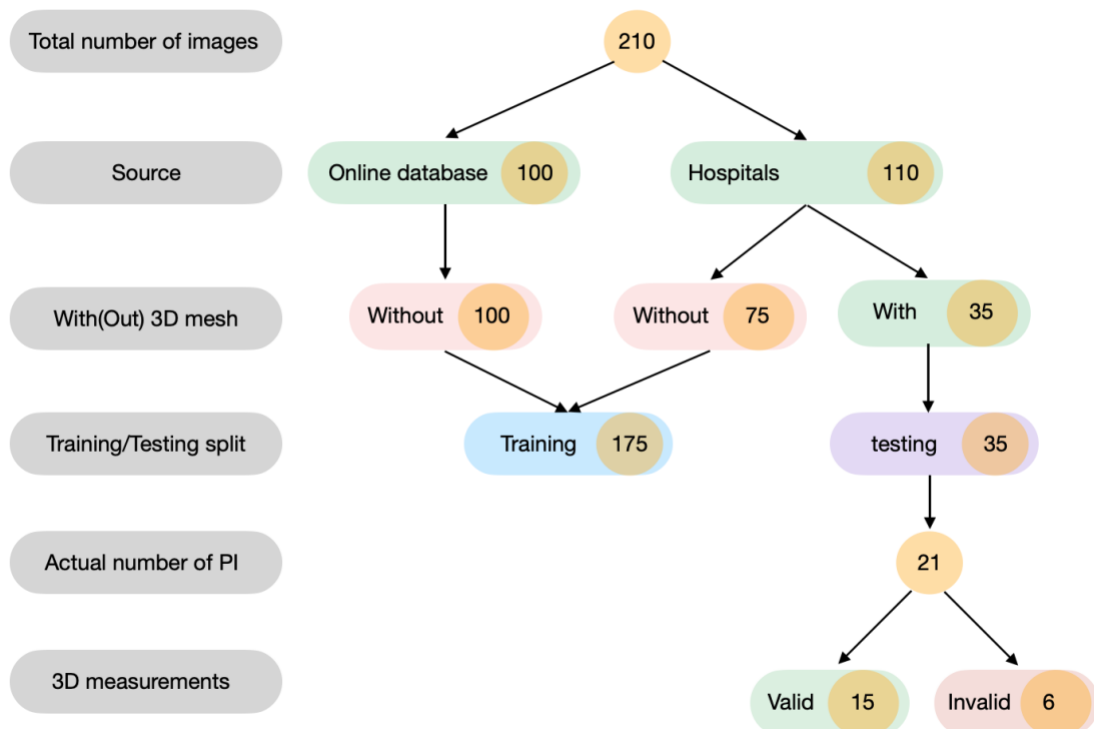 Total number of images
210
Source
Online database 100
Hospitals 110
With(Out) 3D mesh
Without 100
Without 75
With 35
Training/Testing split
Training 175
testing 35
Actual number of PI
21
3D measurements
Valid 15
Invalid 6